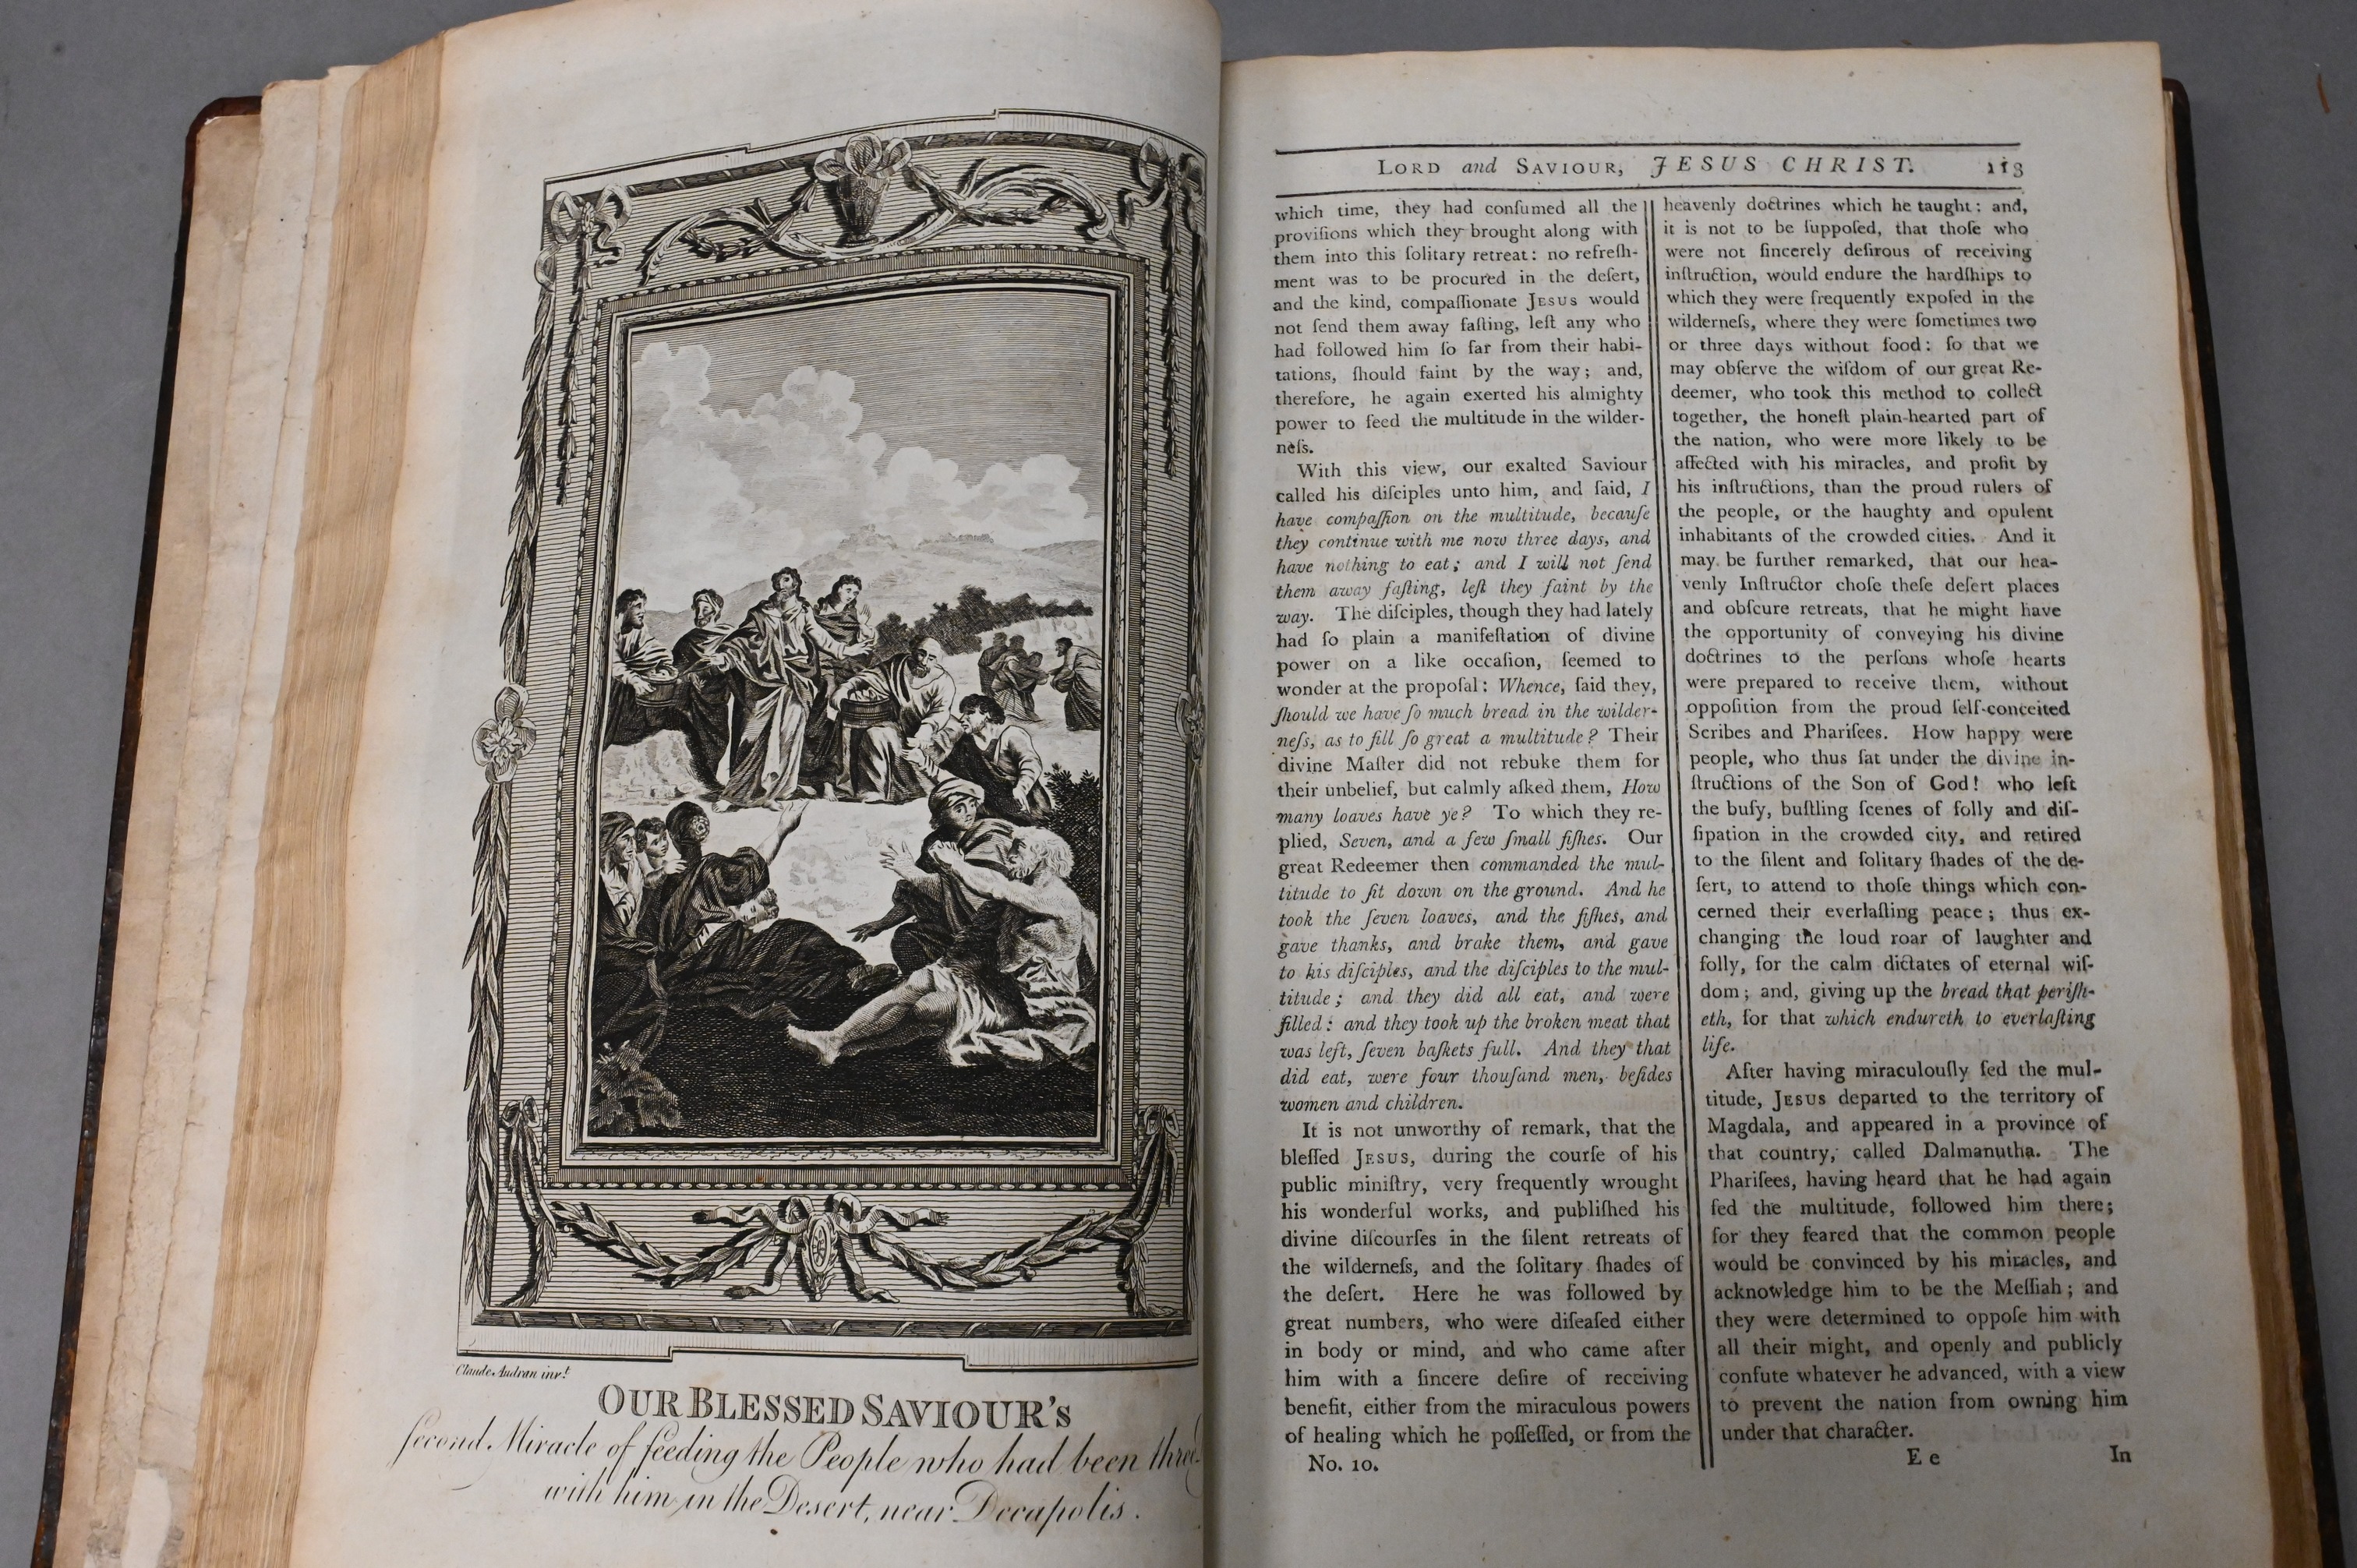 Claude Audran inv.t
OUR BLESSED SAVIOUR'S
ſecond Miracle of feeding the People who had been three
with him in the Desert, near Decapolis.
LORD and SAVIOUR, JESUS CHRIST. 113
which time, they had conſumed all the
proviſions which they brought along with
them into this ſolitary retreat: no refreſh-
ment was to be procured in the deſert,
and the kind, compaſſionate JESUS would
not ſend them away faſting, leſt any who
had followed him ſo far from their habi-
tations, ſhould faint by the way; and,
therefore, he again exerted his almighty
power to feed the multitude in the wilder-
neſs.
With this view, our exalted Saviour
called his diſciples unto him, and ſaid, I
have compaſſion on the multitude, becauſe
they continue with me now three days, and
have nothing to eat; and I will not ſend
them away faſting, leſt they faint by the
way. The diſciples, though they had lately
had ſo plain a manifeſtation of divine
power on a like occaſion, ſeemed to
wonder at the propoſal: Whence, ſaid they,
ſhould we have ſo much bread in the wilder-
neſs, as to fill ſo great a multitude? Their
divine Maſter did not rebuke them for
their unbelief, but calmly aſked them, How
many loaves have ye? To which they re-
plied, Seven, and a few ſmall fiſhes. Our
great Redeemer then commanded the mul-
titude to ſit down on the ground. And he
took the ſeven loaves, and the fiſhes, and
gave thanks, and brake them, and gave
to his diſciples, and the diſciples to the mul-
titude; and they did all eat, and were
filled: and they took up the broken meat that
was left, ſeven baſkets full. And they that
did eat, were four thouſand men, beſides
women and children.
It is not unworthy of remark, that the
bleſſed JESUS, during the courſe of his
public miniſtry, very frequently wrought
his wonderful works, and publiſhed his
divine diſcourſes in the ſilent retreats of
the wilderneſs, and the ſolitary ſhades of
the deſert. Here he was followed by
great numbers, who were diſeaſed either
in body or mind, and who came after
him with a ſincere deſire of receiving
benefit, either from the miraculous powers
of healing which he poſſeſſed, or from the
No. 10.
heavenly doctrines which he taught: and,
it is not to be ſuppoſed, that thoſe who
were not ſincerely deſirous of receiving
inſtruction, would endure the hardſhips to
which they were frequently expoſed in the
wilderneſs, where they were ſometimes two
or three days without food: ſo that we
may obſerve the wiſdom of our great Re-
deemer, who took this method to collect
together, the honeſt plain-hearted part of
the nation, who were more likely to be
affected with his miracles, and profit by
his inſtructions, than the proud rulers of
the people, or the haughty and opulent
inhabitants of the crowded cities. And it
may be further remarked, that our hea-
venly Inſtructor choſe theſe deſert places
and obſcure retreats, that he might have
the opportunity of conveying his divine
doctrines to the perſons whoſe hearts
were prepared to receive them, without
oppoſition from the proud ſelf-conceited
Scribes and Phariſees. How happy were
people, who thus ſat under the divine in-
ſtructions of the Son of God! who left
the buſy, buſtling ſcenes of folly and diſ-
ſipation in the crowded city, and retired
to the ſilent and ſolitary ſhades of the de-
ſert, to attend to thoſe things which con-
cerned their everlaſting peace; thus ex-
changing the loud roar of laughter and
folly, for the calm dictates of eternal wiſ-
dom; and, giving up the bread that periſh-
eth, for that which endureth to everlaſting
life.
After having miraculouſly fed the mul-
titude, JESUS departed to the territory of
Magdala, and appeared in a province of
that country, called Dalmanutha. The
Phariſees, having heard that he had again
fed the multitude, followed him there;
for they feared that the common people
would be convinced by his miracles, and
acknowledge him to be the Meſſiah; and
they were determined to oppoſe him with
all their might, and openly and publicly
confute whatever he advanced, with a view
to prevent the nation from owning him
under that character.
E e In